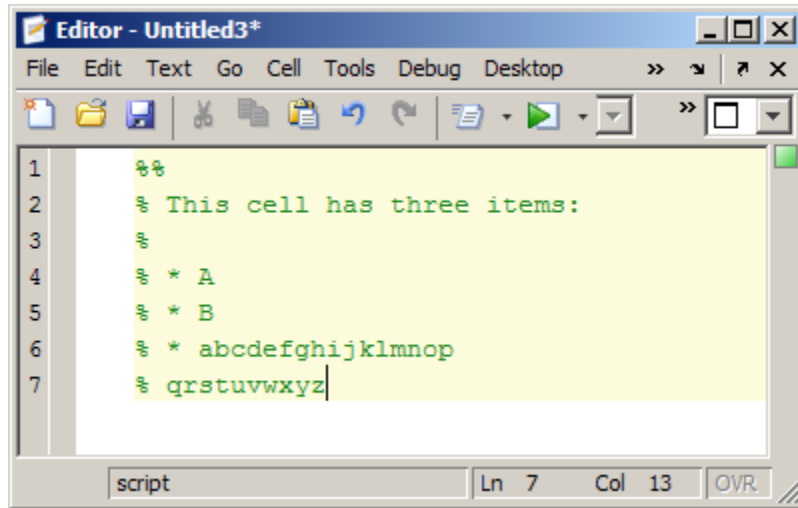 Editor - Untitled3*
File Edit Text Go Cell Tools Debug Desktop
1 %%
2 % This cell has three items:
3 %
4 % * A
5 % * B
6 % * abcdefghijklmnop
7 % qrstuvwxyz
script Ln 7 Col 13 OVR